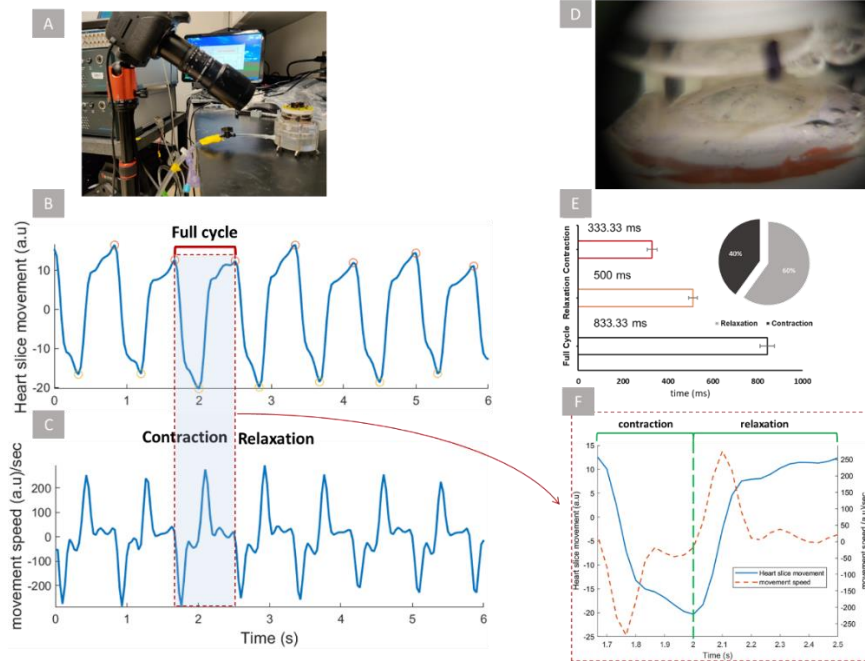 A
B
Full cycle
Heart slice movement (a.u)
10
0
-10
-20
0
1
2
3
4
5
6
C
Contraction
Relaxation
movement speed (a.u)/sec
200
100
0
-100
-200
0
1
2
3
4
5
6
Time (s)
D
E
333.33 ms
500 ms
833.33 ms
Full Cycle Relaxation Contraction
0
200
400
600
800
1000
time (ms)
40%
60%
Relaxation
Contraction
F
contraction
relaxation
Heart slice movement (a.u)
15
10
5
0
-5
-10
-15
-20
-25
1.7
1.8
1.9
2
2.1
2.2
2.3
2.4
2.5
Time (s)
250
200
150
100
50
0
-50
-100
-150
-200
-250
movement speed (a.u)/sec
Heart slice movement
movement speed